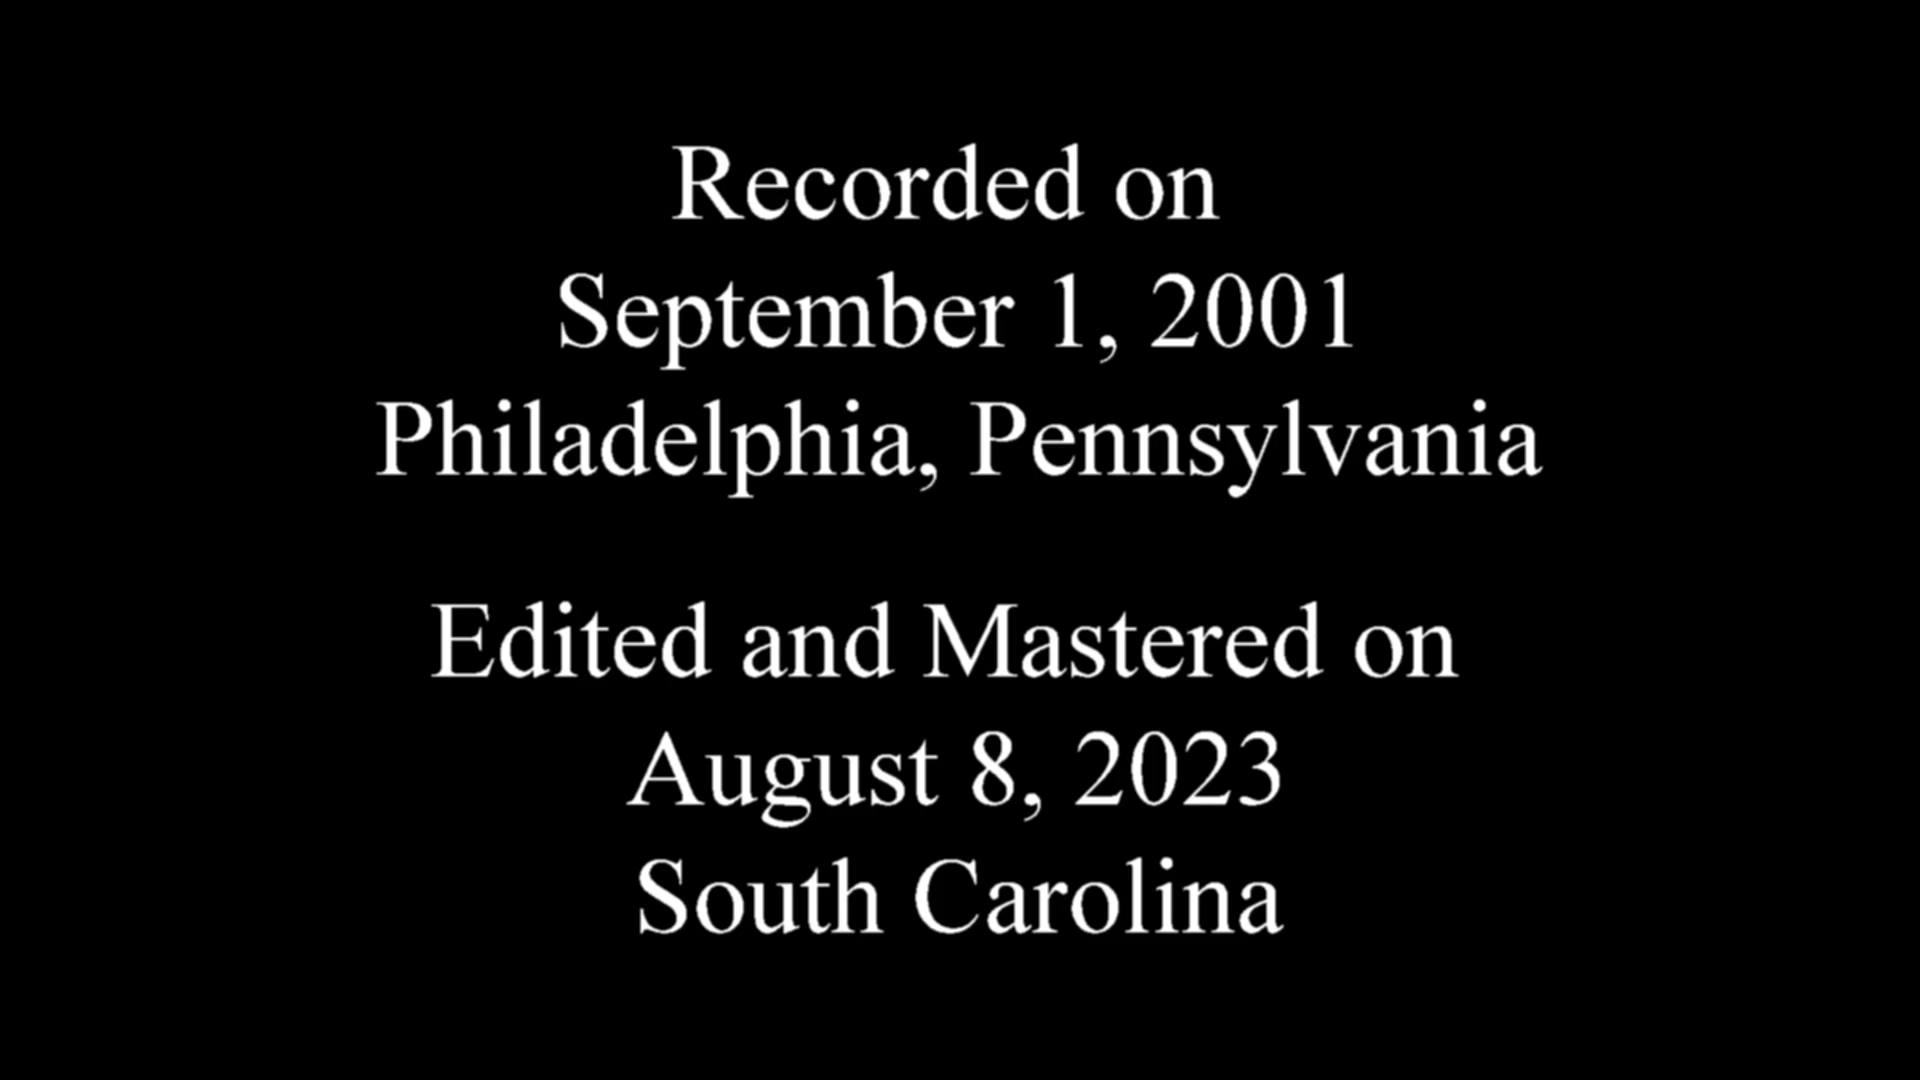 Recorded on
September 1, 2001
Philadelphia, Pennsylvania
Edited and Mastered on
August 8, 2023
South Carolina